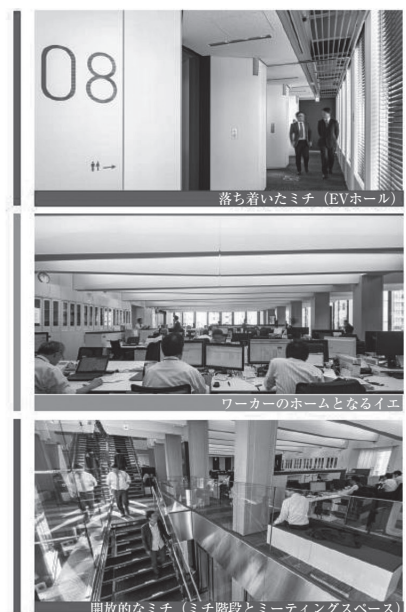 08
落ち着いたミチ（EVホール）
ワーカーのホームとなるイエ
開放的なミチ（ミチ階段とミーティングスペース）